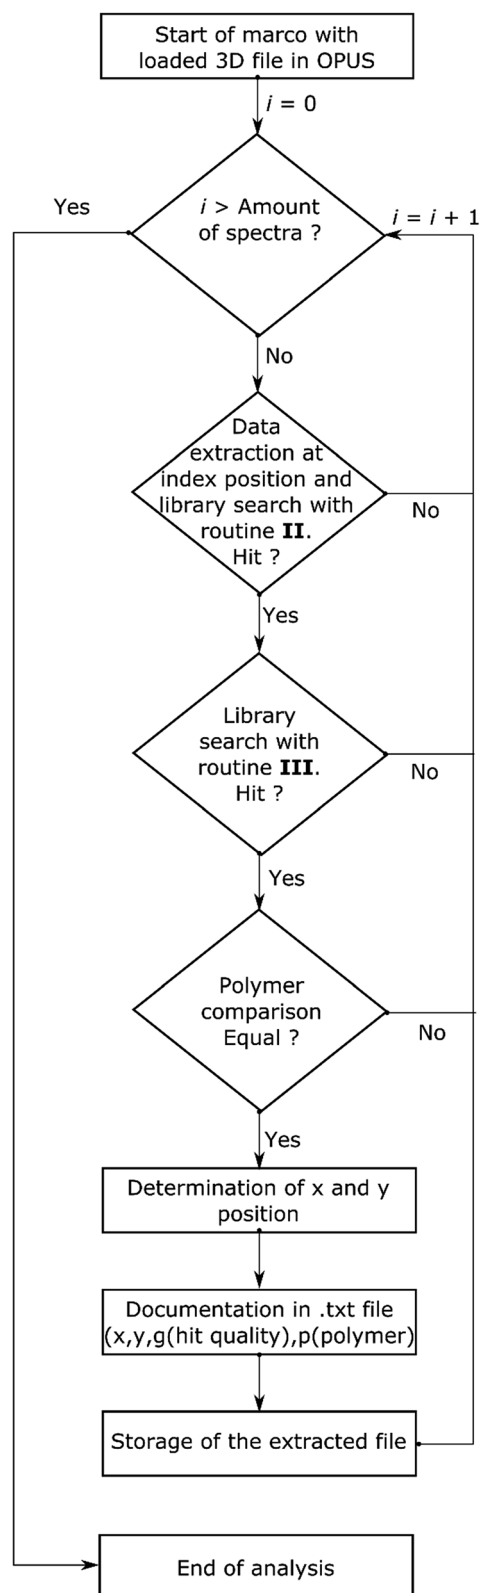 Start of marco with
loaded 3D file in OPUS
i = 0
Yes
i > Amount
of spectra ?
i = i + 1
No
Data
extraction at
index position and
library search with
routine II.
Hit ?
No
Yes
Library
search with
routine III.
Hit ?
No
Yes
Polymer
comparison
Equal ?
No
Yes
Determination of x and y
position
Documentation in .txt file
(x,y,g(hit quality),p(polymer)
Storage of the extracted file
End of analysis